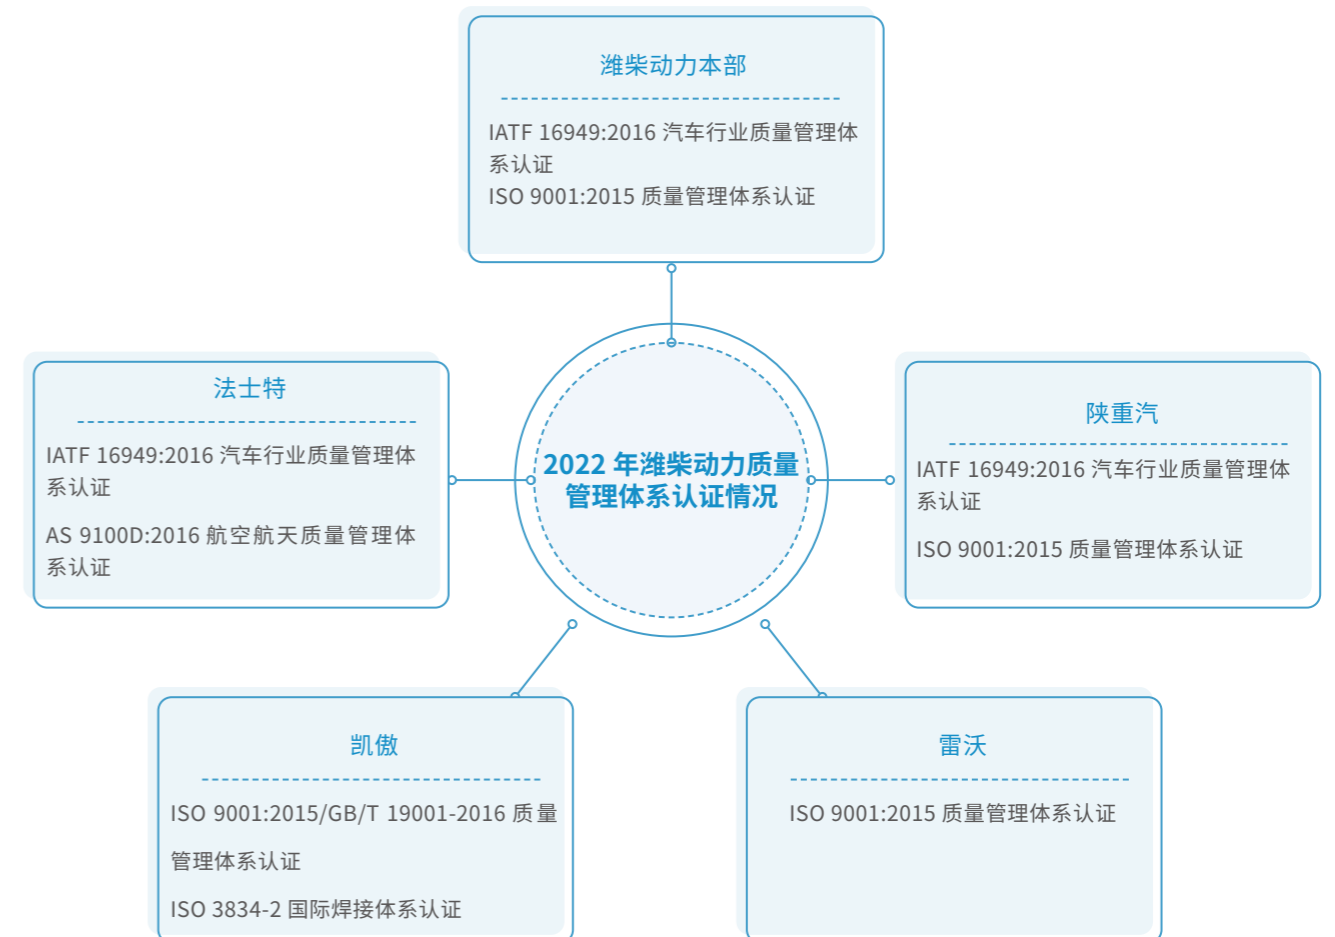 潍柴动力本部
IATF 16949:2016 汽车行业质量管理体
系认证
ISO 9001:2015 质量管理体系认证
法士特
IATF 16949:2016 汽车行业质量管理体
系认证
AS 9100D:2016 航空航天质量管理体
系认证
2022 年潍柴动力质量
管理体系认证情况
陕重汽
IATF 16949:2016 汽车行业质量管理体
系认证
ISO 9001:2015 质量管理体系认证
凯傲
ISO 9001:2015/GB/T 19001-2016 质量
管理体系认证
ISO 3834-2 国际焊接体系认证
雷沃
ISO 9001:2015 质量管理体系认证